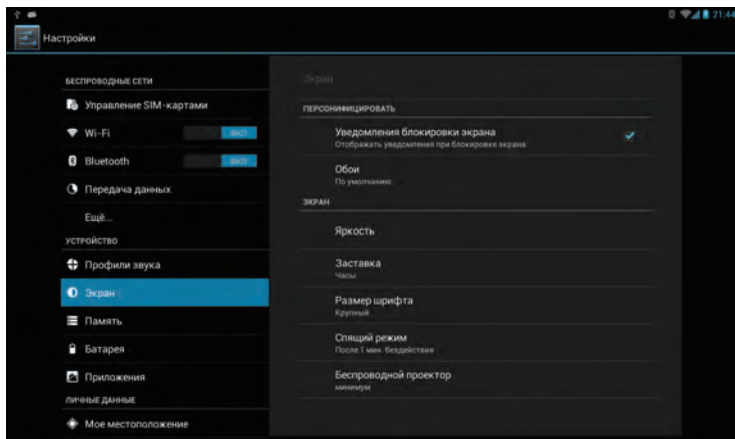 21:44
Настройки
БЕСПРОВОДНЫЕ СЕТИ
Управление SIM-картами
Wi-Fi
ВКЛ
Bluetooth
ВКЛ
Передача данных
Ещё...
УСТРОЙСТВО
Профили звука
Экран
Память
Батарея
Приложения
ЛИЧНЫЕ ДАННЫЕ
Мое местоположение
Экран
ПЕРСОНИФИЦИРОВАТЬ
Уведомления блокировки экрана
Отображать уведомления при блокировке экрана
Обои
По умолчанию
ЭКРАН
Яркость
Заставка
Часы
Размер шрифта
Крупный
Спящий режим
После 1 мин. бездействия
Беспроводной проектор
минимум